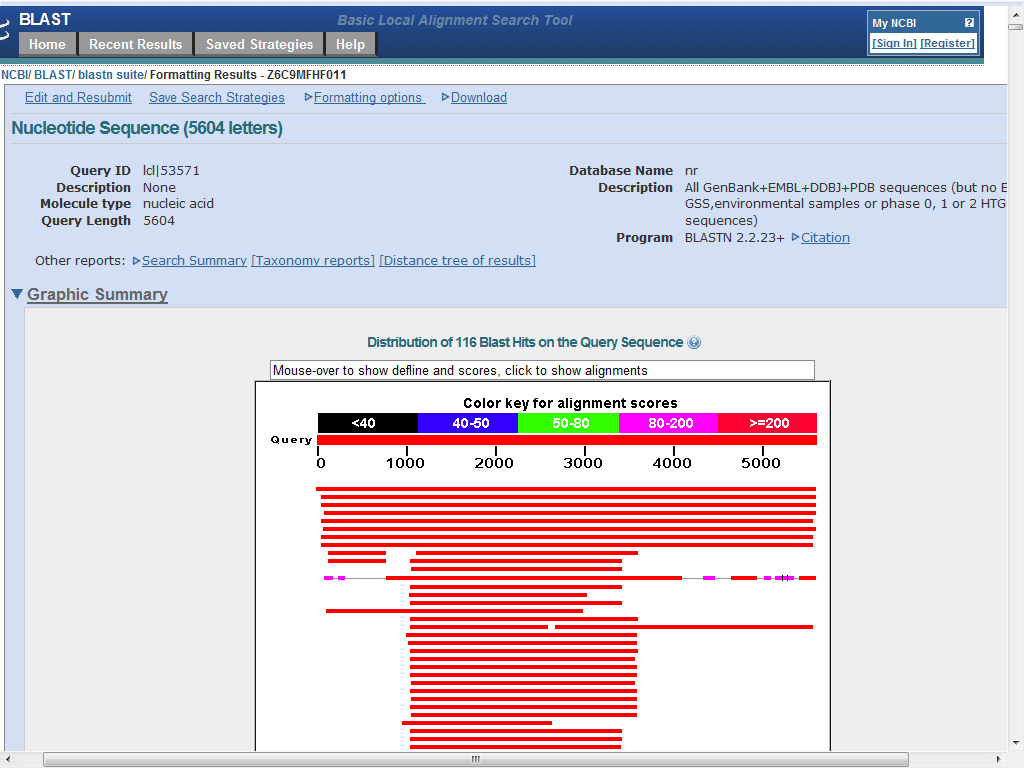 BLAST
Basic Local Alignment Search Tool
My NCBI
?
[Sign In] [Register]
Home Recent Results Saved Strategies Help
NCBI/ BLAST/ blastn suite/ Formatting Results - Z6C9MFHF011
Edit and Resubmit Save Search Strategies Formatting options Download
Nucleotide Sequence (5604 letters)
Query ID lcl|53571
Description None
Molecule type nucleic acid
Query Length 5604
Database Name nr
Description All GenBank+EMBL+DDBJ+PDB sequences (but no E
GSS,environmental samples or phase 0, 1 or 2 HTG
sequences)
Program BLASTN 2.2.23+ Citation
Other reports: Search Summary [Taxonomy reports] [Distance tree of results]
Graphic Summary
Distribution of 116 Blast Hits on the Query Sequence ?
Mouse-over to show defline and scores, click to show alignments
Color key for alignment scores
<40 40-50 50-80 80-200 >=200
Query
0 1000 2000 3000 4000 5000